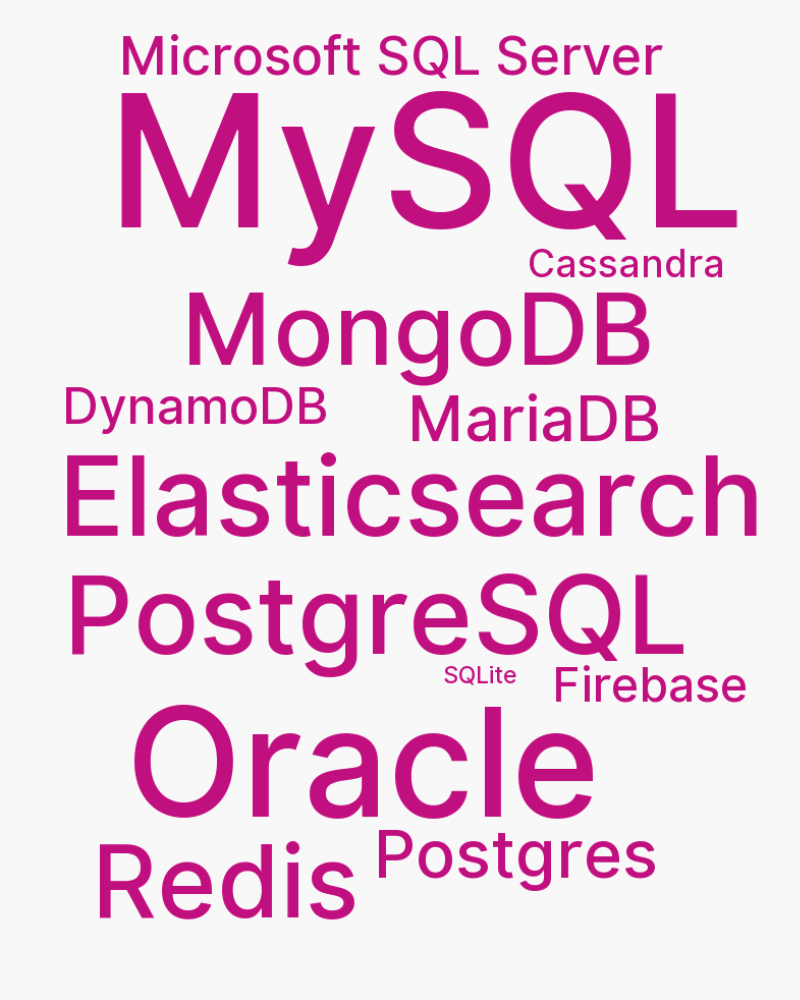 Microsoft SQL Server
MySQL
Cassandra
MongoDB
DynamoDB
MariaDB
Elasticsearch
PostgreSQL
SQLite
Firebase
Oracle
Redis
Postgres